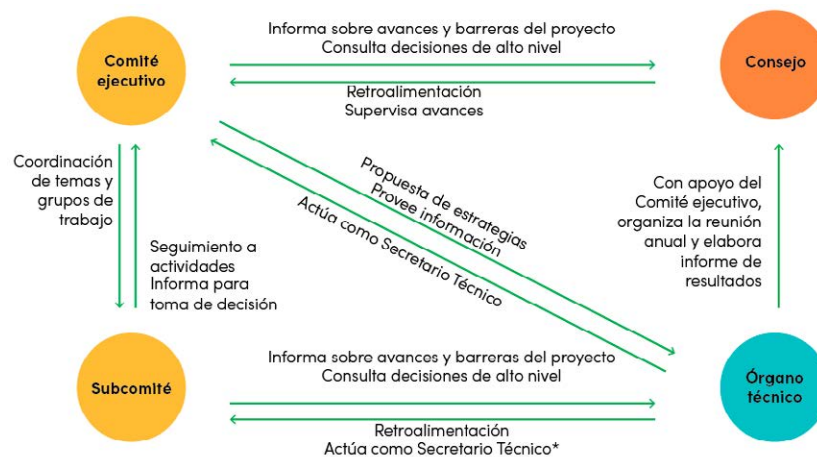 Comité
ejecutivo
Informa sobre avances y barreras del proyecto
Consulta decisiones de alto nivel
Retroalimentación
Supervisa avances
Consejo
Coordinación
de temas y
grupos de
trabajo
Seguimiento a
actividades
Informa para
toma de decisión
Propuesta de estrategias
Provee información
Actúa como Secretario Técnico
Con apoyo del
Comité ejecutivo,
organiza la reunión
anual y elabora
informe de
resultados
Subcomité
Informa sobre avances y barreras del proyecto
Consulta decisiones de alto nivel
Retroalimentación
Actúa como Secretario Técnico*
Órgano
técnico